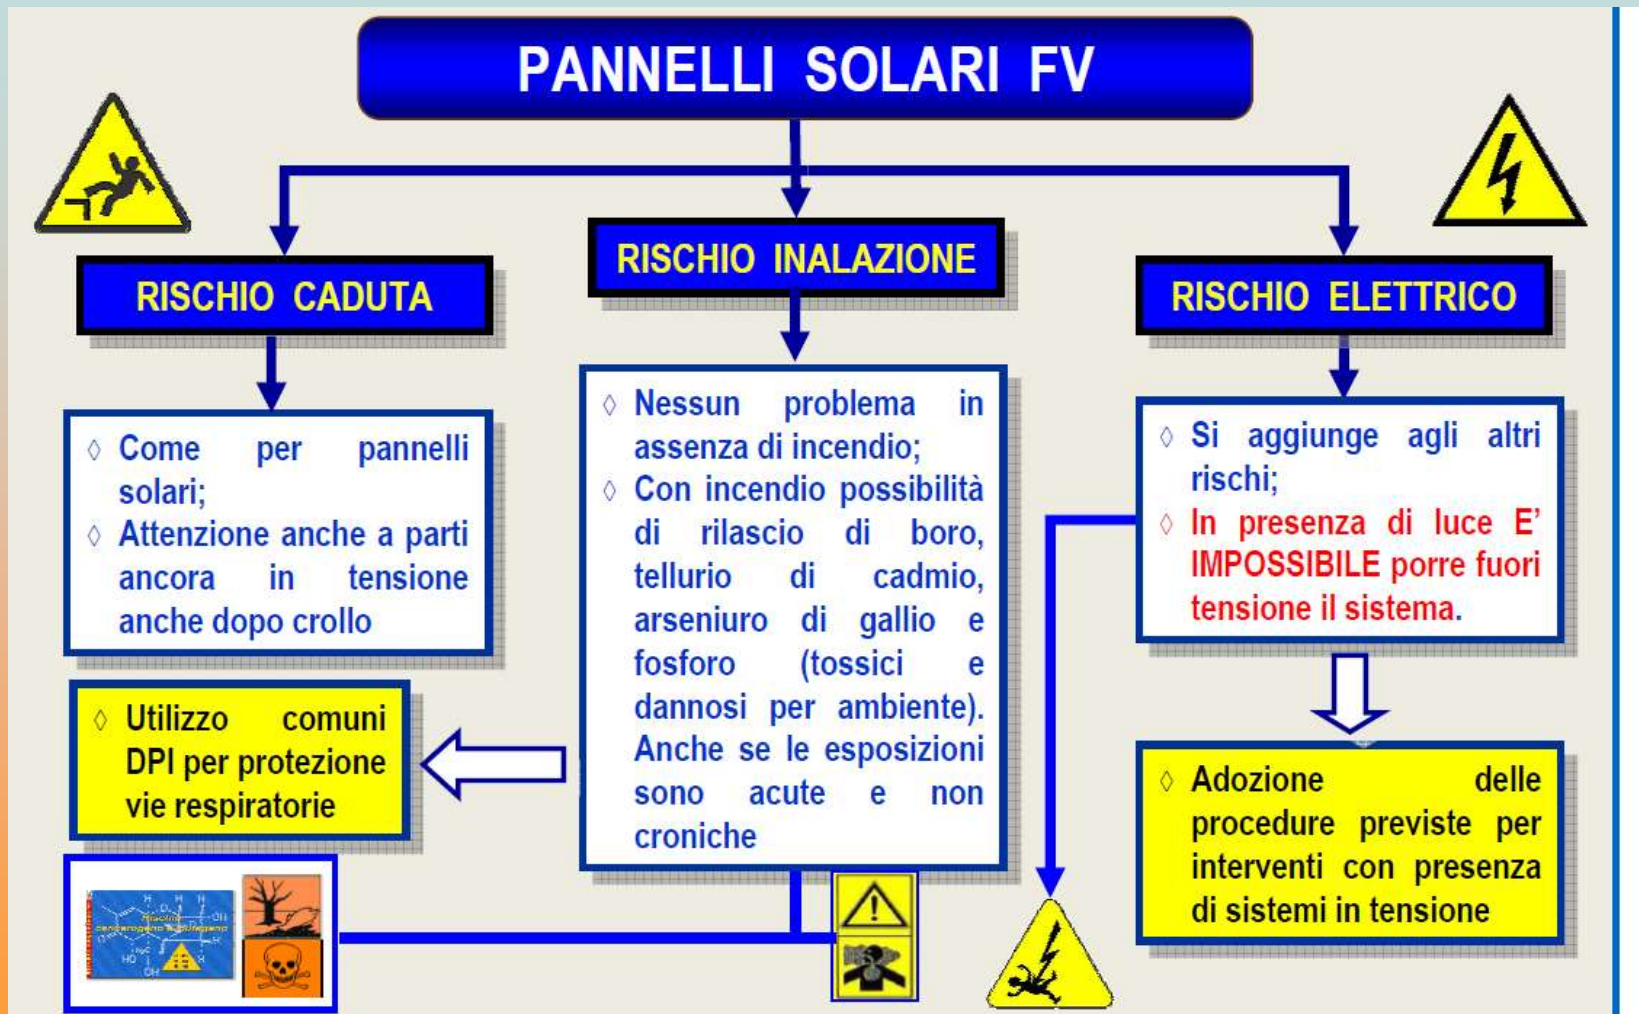 PANNELLI SOLARI FV
RISCHIO CADUTA
◊ Come per pannelli
solari;
◊ Attenzione anche a parti
ancora in tensione
anche dopo crollo
RISCHIO INALAZIONE
◊ Nessun problema in
assenza di incendio;
◊ Con incendio possibilità
di rilascio di boro,
tellurio di cadmio,
arseniuro di gallio e
fosforo (tossici e
dannosi per ambiente).
Anche se le esposizioni
sono acute e non
croniche
◊ Utilizzo comuni
DPI per protezione
vie respiratorie
RISCHIO ELETTRICO
◊ Si aggiunge agli altri
rischi;
◊ In presenza di luce E'
IMPOSSIBILE porre fuori
tensione il sistema.
◊ Adozione delle
procedure previste per
interventi con presenza
di sistemi in tensione
Rischio
cancerogeno e mutageno